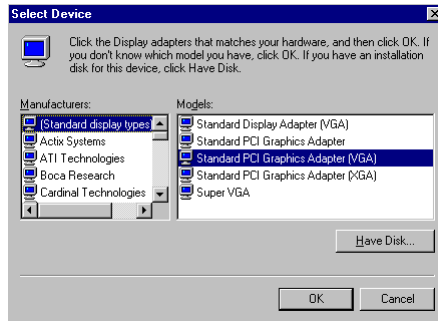 Select Device
Click the Display adapters that matches your hardware, and then click OK. If
you don't know which model you have, click OK. If you have an installation
disk for this device, click Have Disk.
Manufacturers:
(Standard display types)
Actix Systems
ATI Technologies
Boca Research
Cardinal Technologies
Models:
Standard Display Adapter (VGA)
Standard PCI Graphics Adapter
Standard PCI Graphics Adapter (VGA)
Standard PCI Graphics Adapter (XGA)
Super VGA
Have Disk...
OK
Cancel